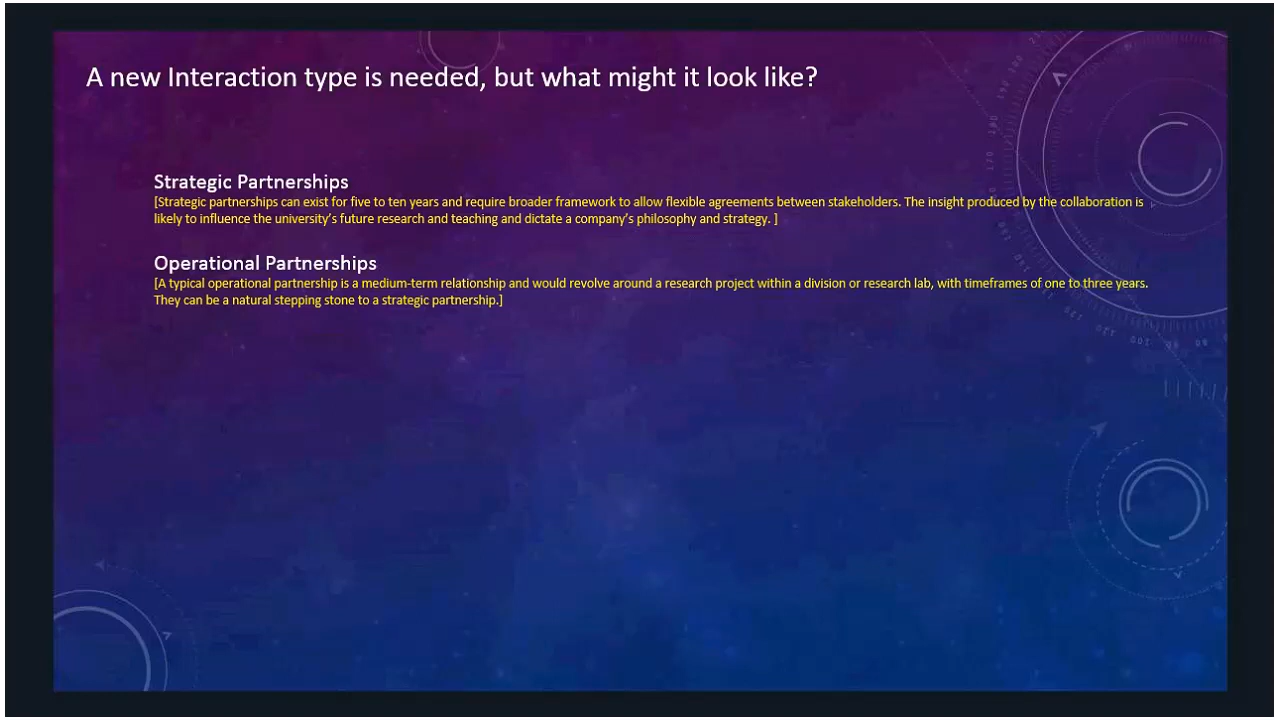 A new Interaction type is needed, but what might it look like?
Strategic Partnerships
[Strategic partnerships can exist for five to ten years and require broader framework to allow flexible agreements between stakeholders. The insight produced by the collaboration is
likely to influence the university’s future research and teaching and dictate a company’s philosophy and strategy. ]
Operational Partnerships
[A typical operational partnership is a medium-term relationship and would revolve around a research project within a division or research lab, with timeframes of one to three years.
They can be a natural stepping stone to a strategic partnership.]